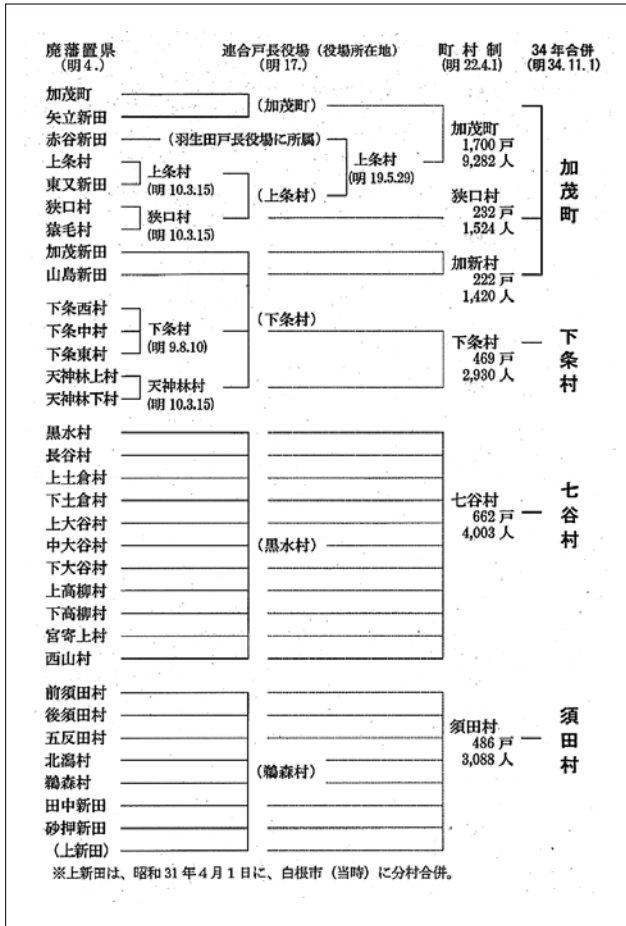 廃藩置県 連合戸長役場（役場所在地） 町村制 34年合併
(明4.) (明17.) (明22.4.1) (明34.11.1)
加茂町
矢立新田
(加茂町)
赤谷新田
(羽生田戸長役場に所属)
上条村
東又新田
上条村
(明10.3.15)
狭口村
猿毛村
狭口村
(明10.3.15)
(上条村)
上条村
(明19.5.29)
加茂町
1,700戸
9,282人
狭口村
232戸
1,524人
加茂新田
山島新田
加新村
222戸
1,420人
加茂町
下条西村
下条中村
下条東村
下条村
(明9.8.10)
天神林上村
天神林下村
天神林村
(明10.3.15)
(下条村)
下条村
469戸
2,930人
下条村
黒水村
長谷村
上土倉村
下土倉村
上大谷村
中大谷村
下大谷村
上高柳村
下高柳村
宮寄上村
西山村
(黒水村)
七谷村
662戸
4,003人
七谷村
前須田村
後須田村
五反田村
北潟村
鵜森村
田中新田
砂押新田
(上新田)
(鵜森村)
須田村
486戸
3,088人
須田村
※上新田は、昭和31年4月1日に、白根市（当時）に分村合併。